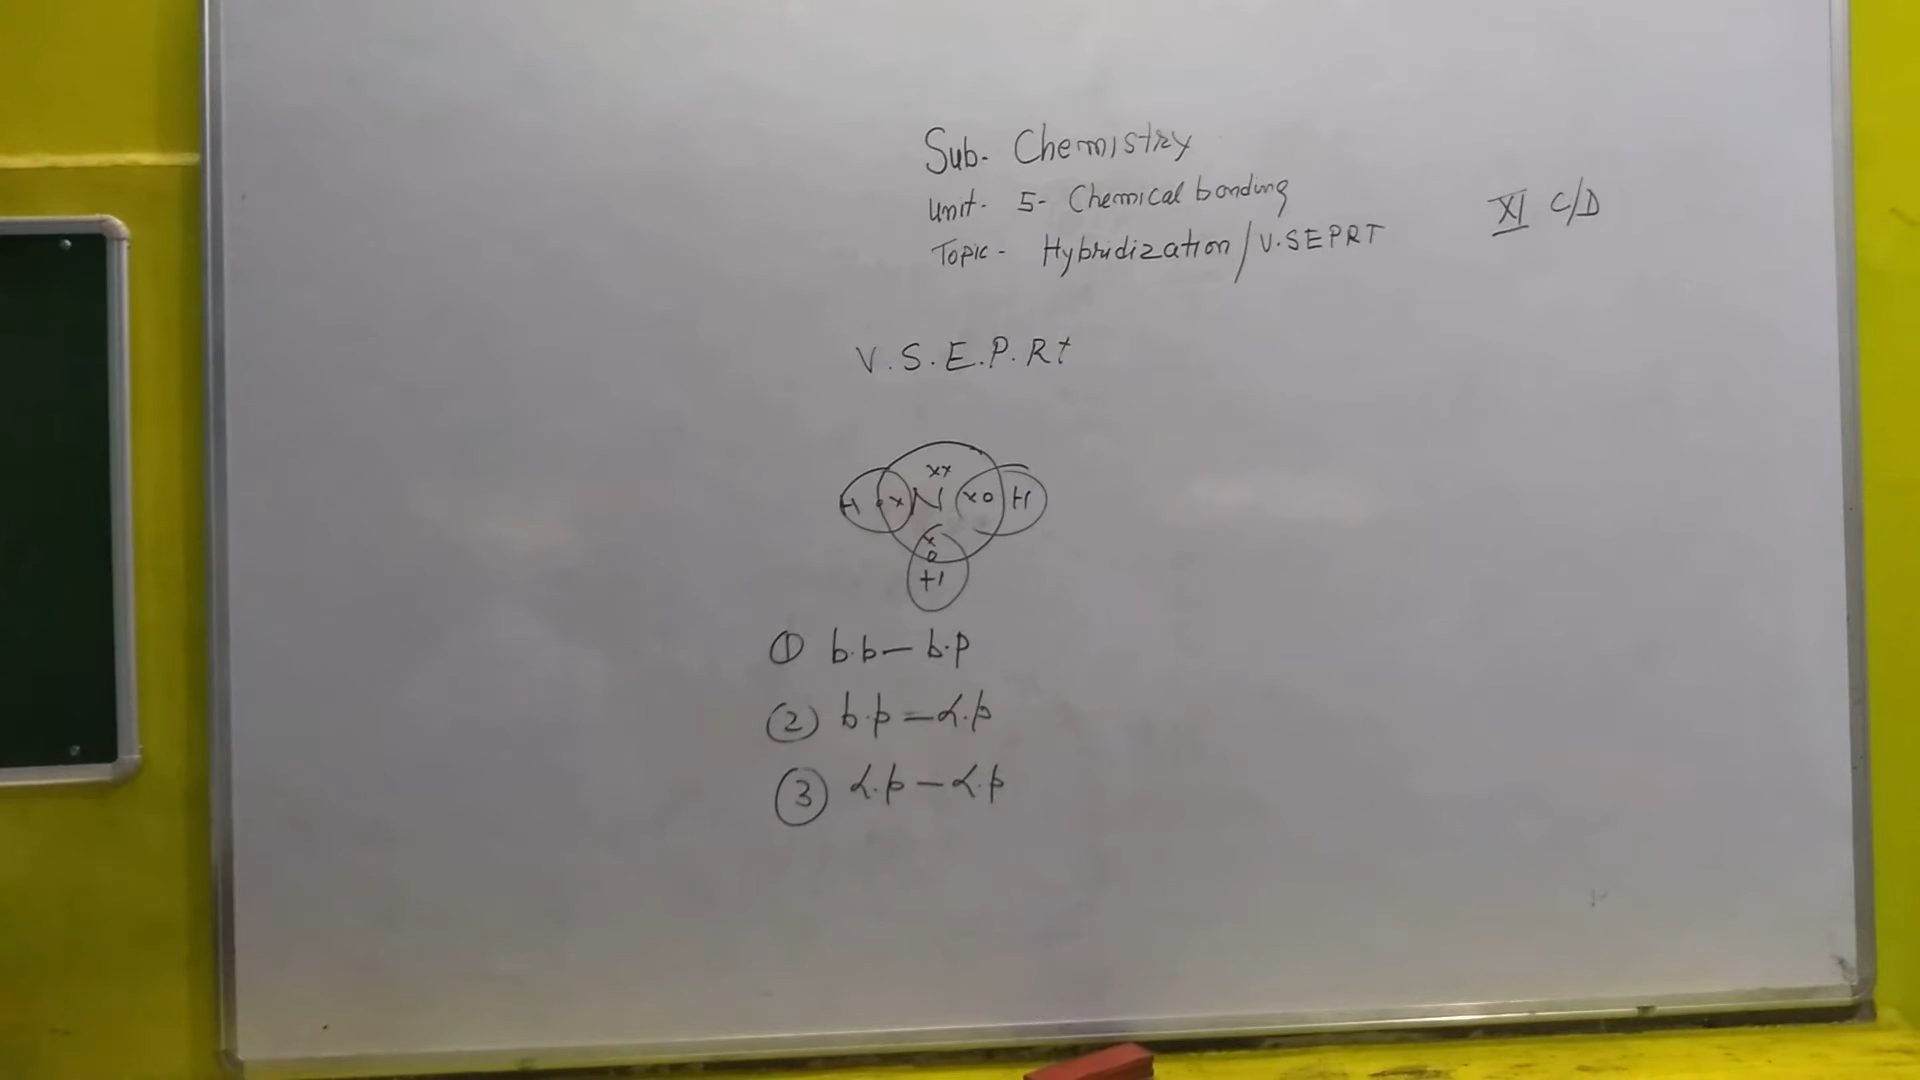 Sub. Chemistry
Unit- 5- Chemical bonding
XI C/D
Topic- Hybridization/V.SEPRT
V.S.E.P.Rt
xx
H x N xo H
x
o
H
① b.b-b.p
② b.p-L.p
③ L.p-L.p